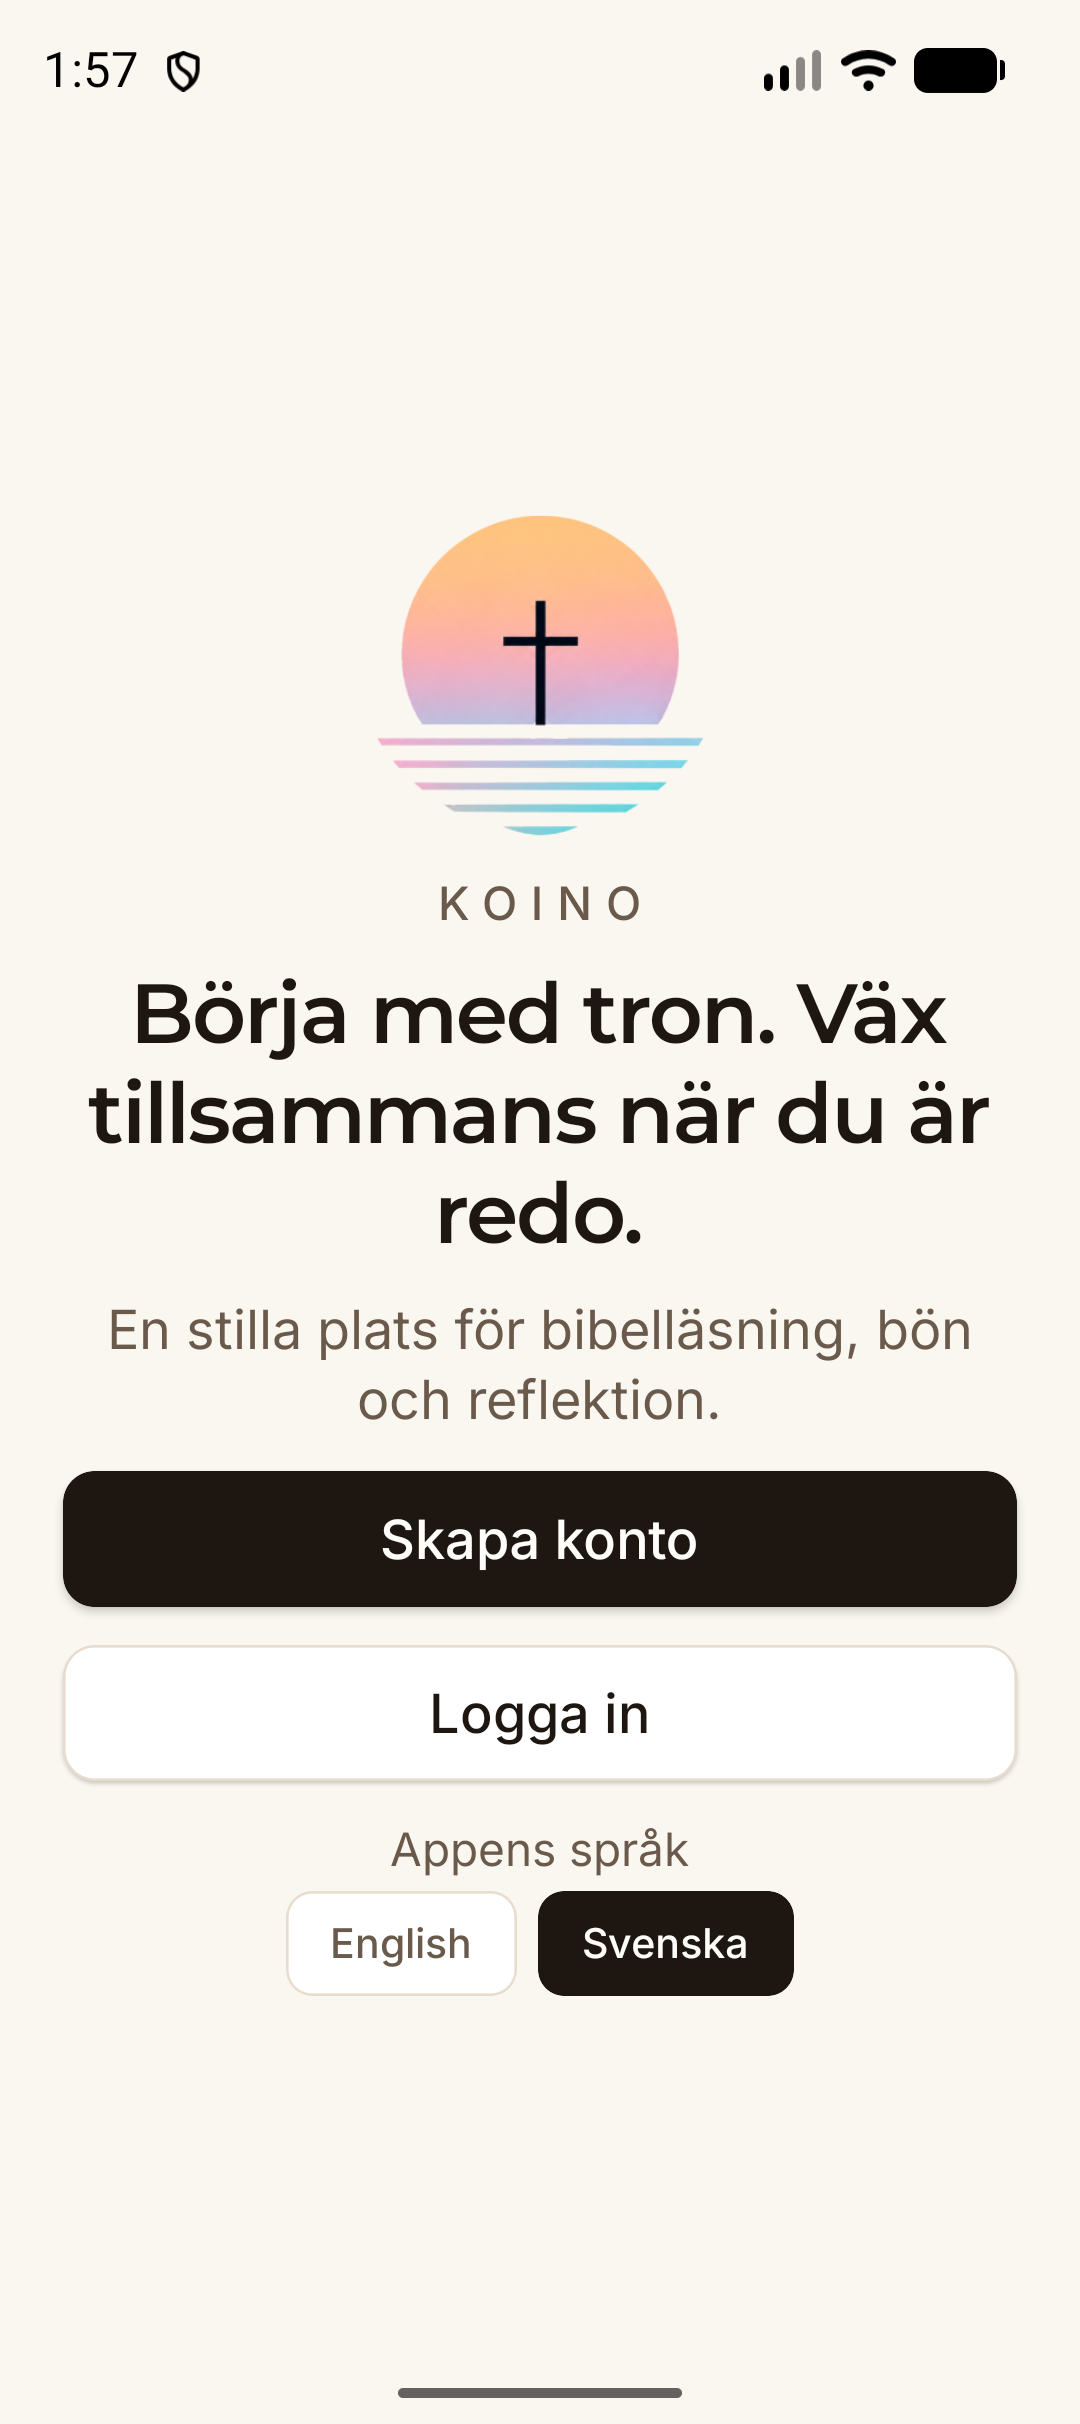 1:57
KOINO
Börja med tron. Väx
tillsammans när du är
redo.
En stilla plats för bibelläsning, bön
och reflektion.
Skapa konto
Logga in
Appens språk
English Svenska